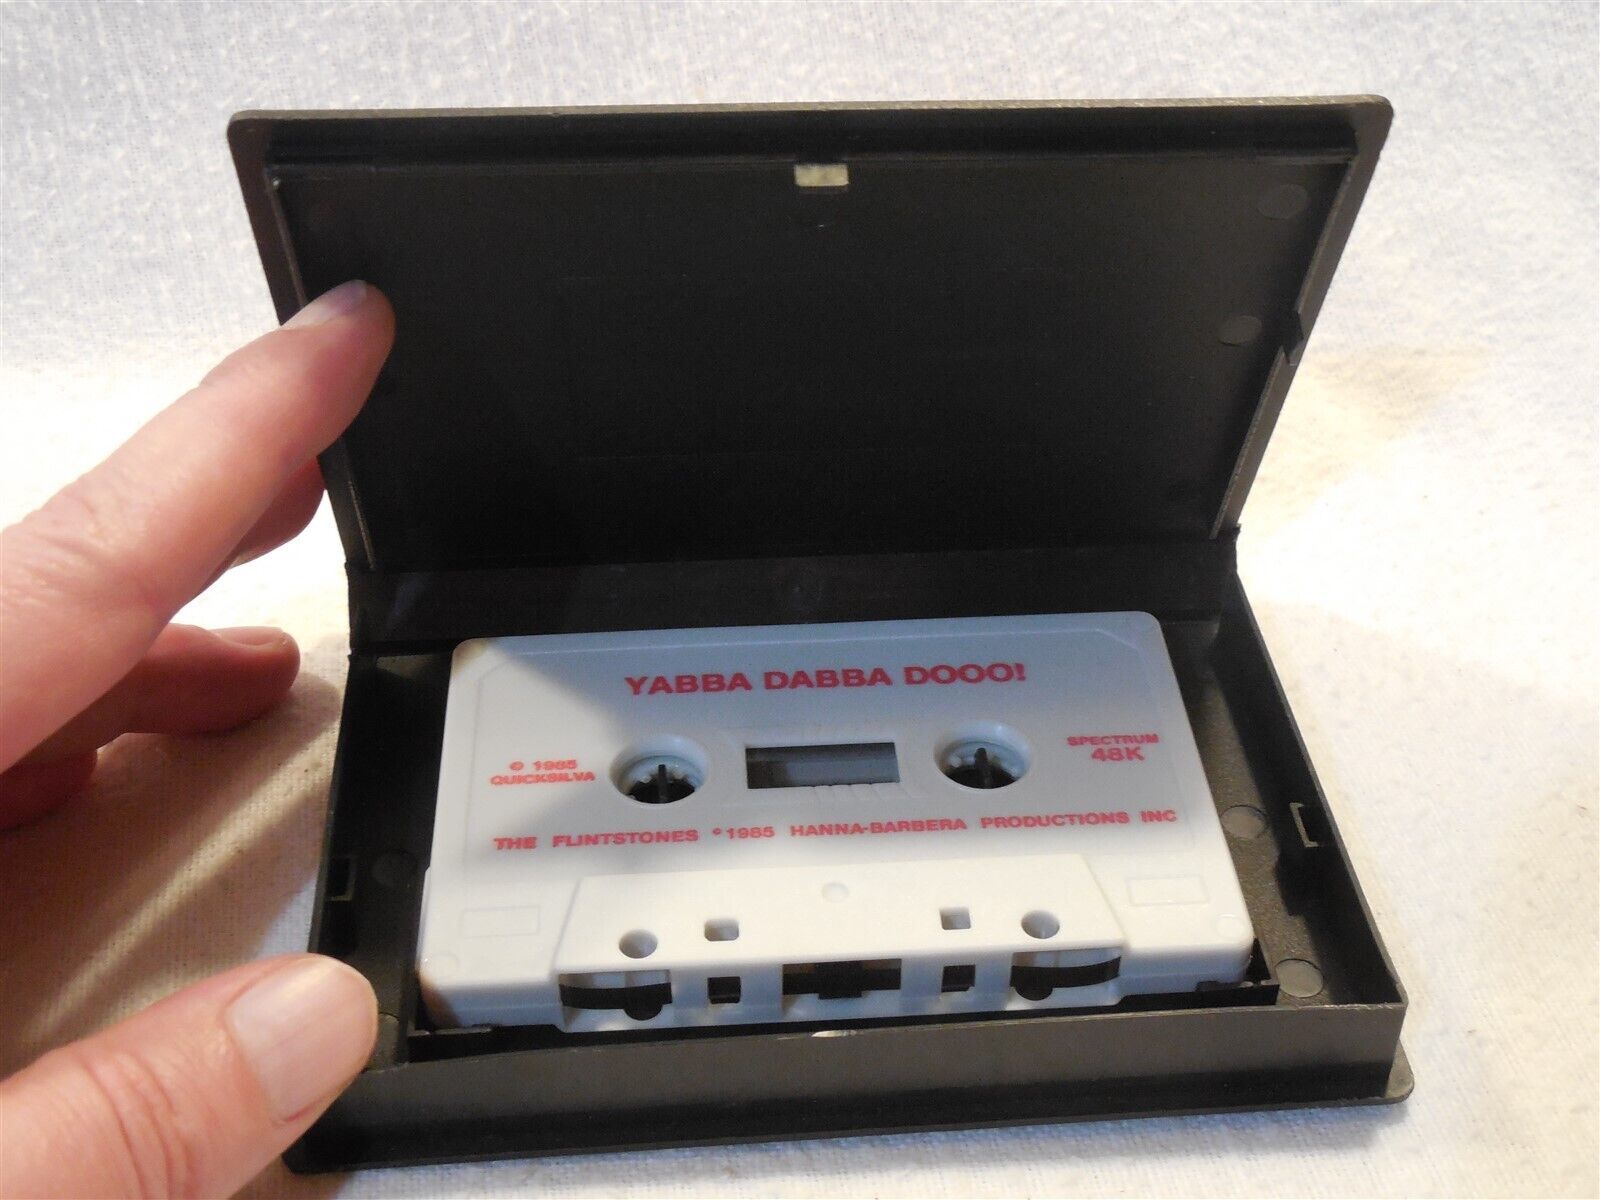 YABBA DABBA DOOO!
© 1985
QUICKSILVA
SPECTRUM
48K
THE FLINTSTONES ©1985 HANNA-BARBERA PRODUCTIONS INC